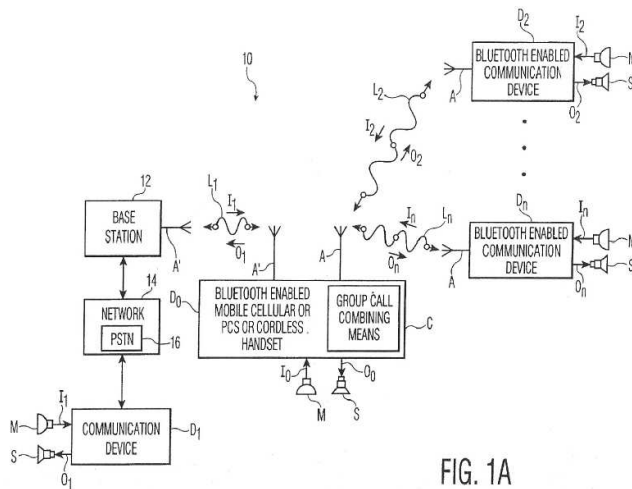 10
D2
BLUETOOTH ENABLED
COMMUNICATION
DEVICE
I2
M
S
O2
A
L2
I2
O2
12
BASE
STATION
A'
L1
I1
O1
A'
A
In
Ln
On
A
Dn
BLUETOOTH ENABLED
COMMUNICATION
DEVICE
In
M
S
On
14
NETWORK
PSTN
16
D0
BLUETOOTH ENABLED
MOBILE CELLULAR OR
PCS OR CORDLESS
HANDSET
GROUP CALL
COMBINING
MEANS
C
I0
O0
M
S
M
I1
S
O1
COMMUNICATION
DEVICE
D1
FIG. 1A